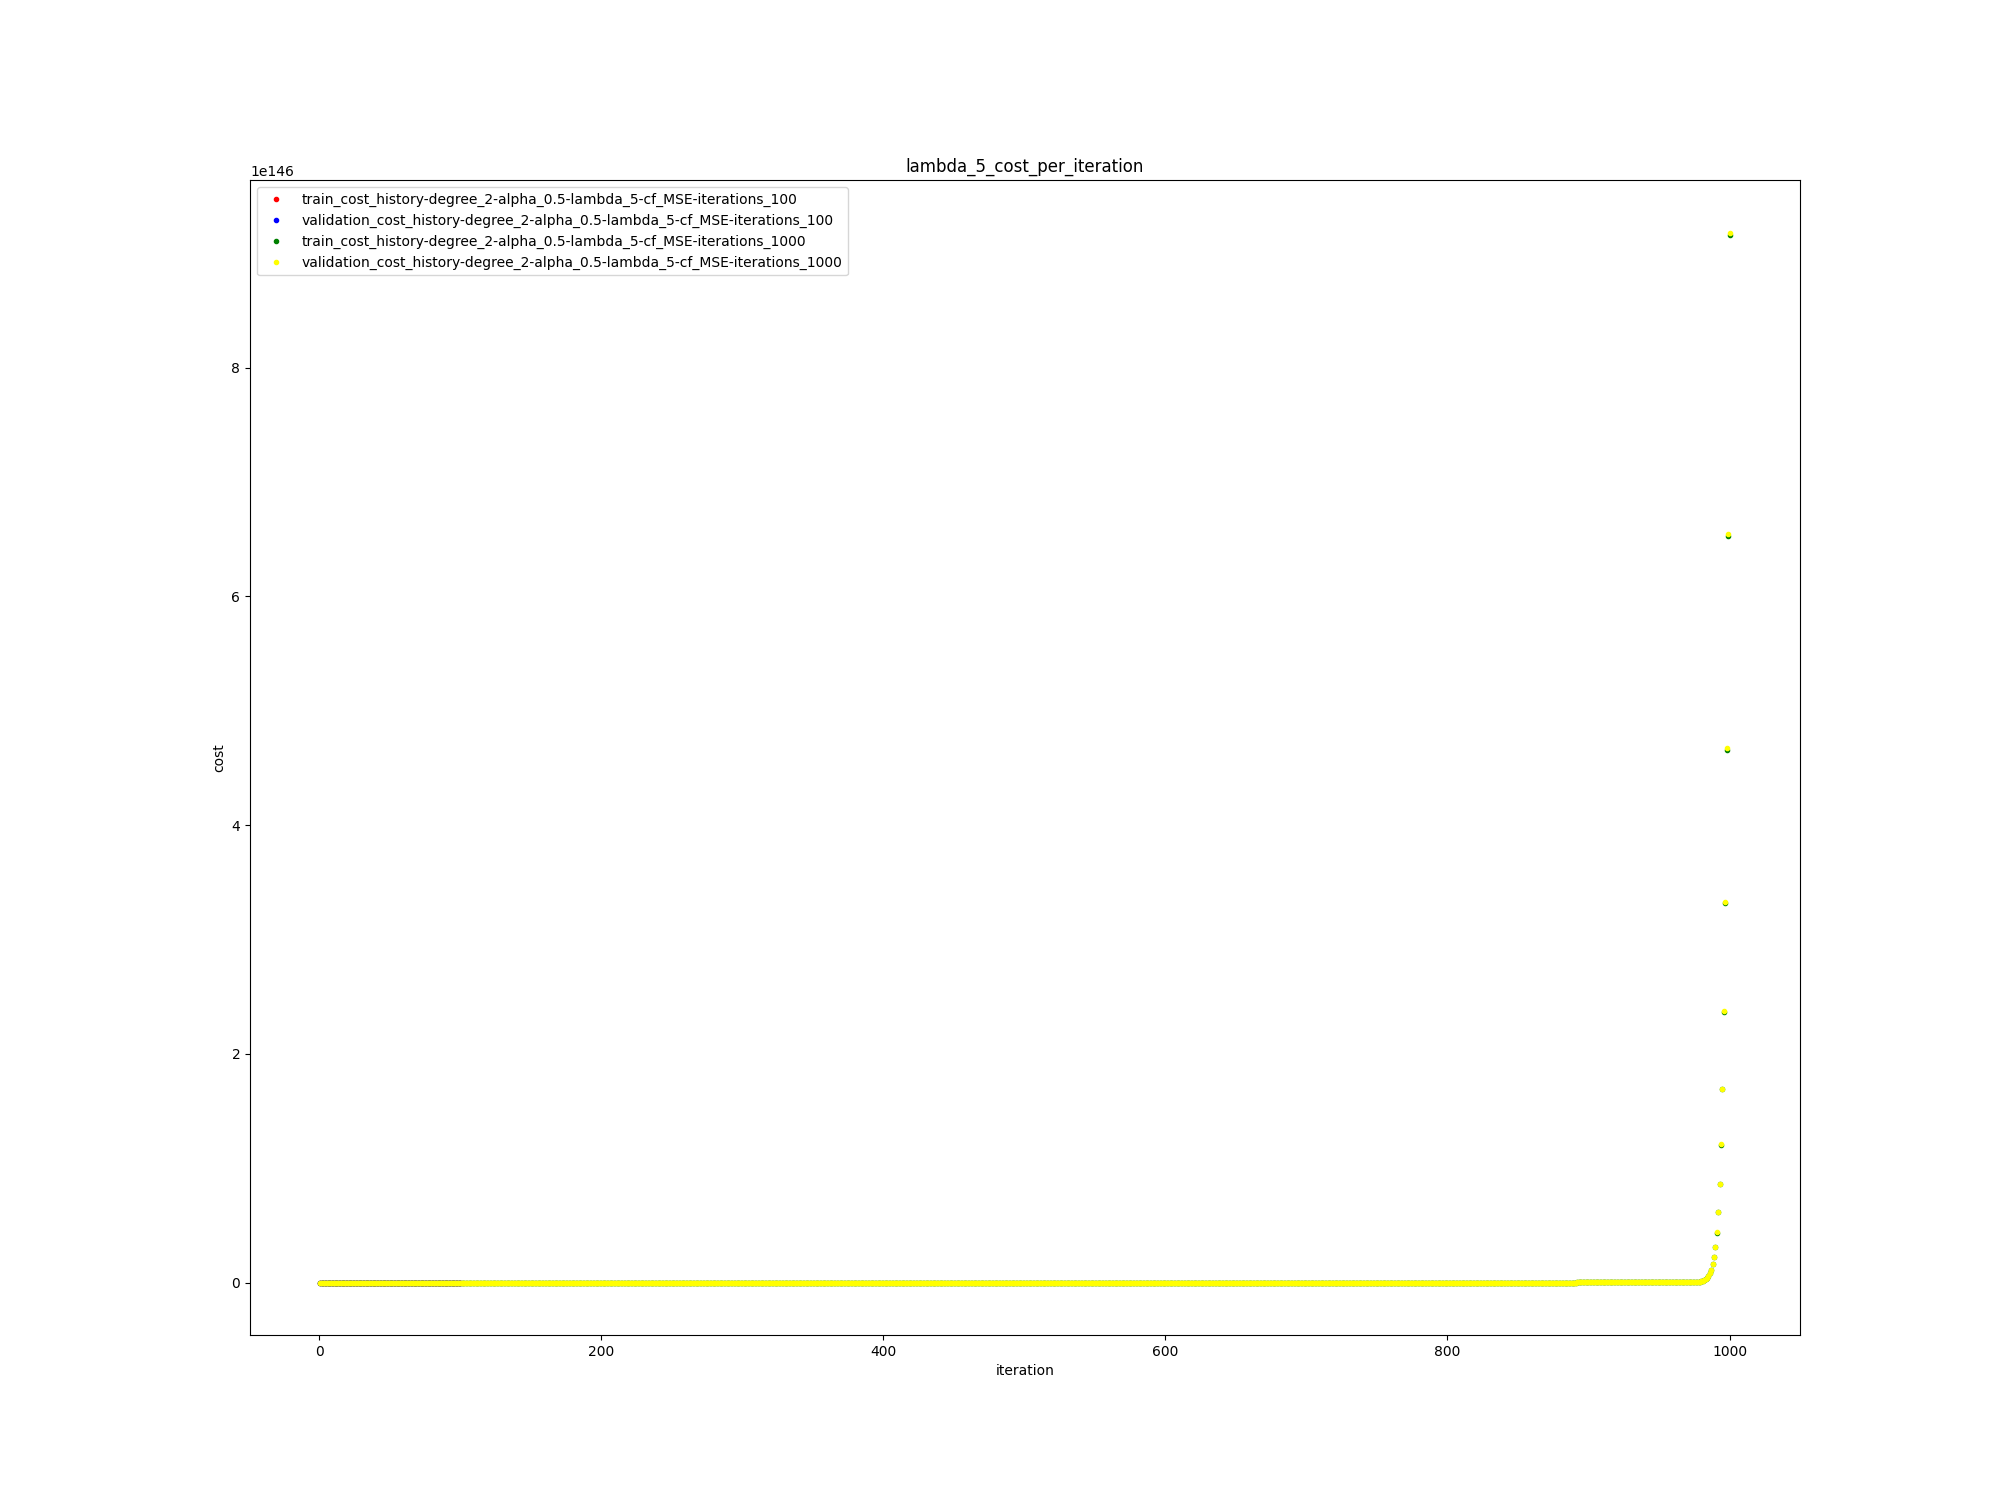 lambda_5_cost_per_iteration
1e146
train_cost_history-degree_2-alpha_0.5-lambda_5-cf_MSE-iterations_100
validation_cost_history-degree_2-alpha_0.5-lambda_5-cf_MSE-iterations_100
train_cost_history-degree_2-alpha_0.5-lambda_5-cf_MSE-iterations_1000
validation_cost_history-degree_2-alpha_0.5-lambda_5-cf_MSE-iterations_1000
8
6
cost
4
2
0
0 200 400 600 800 1000
iteration